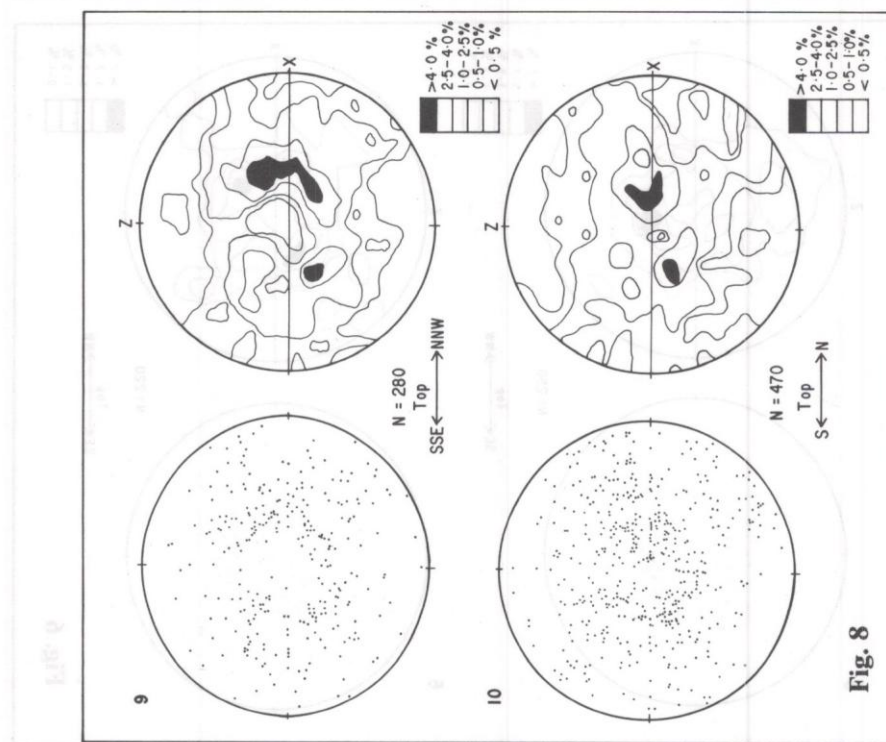 9
Z
X
N = 280
Top
SSE ←→ NNW
>4·0 %
2·5-4·0%
1·0-2·5%
0·5-1·0%
<0·5 %
10
Z
X
N = 470
Top
S ←→ N
>4·0 %
2·5-4·0%
1·0-2·5%
0·5-1·0%
< 0·5 %
Fig. 8
Fig. 6